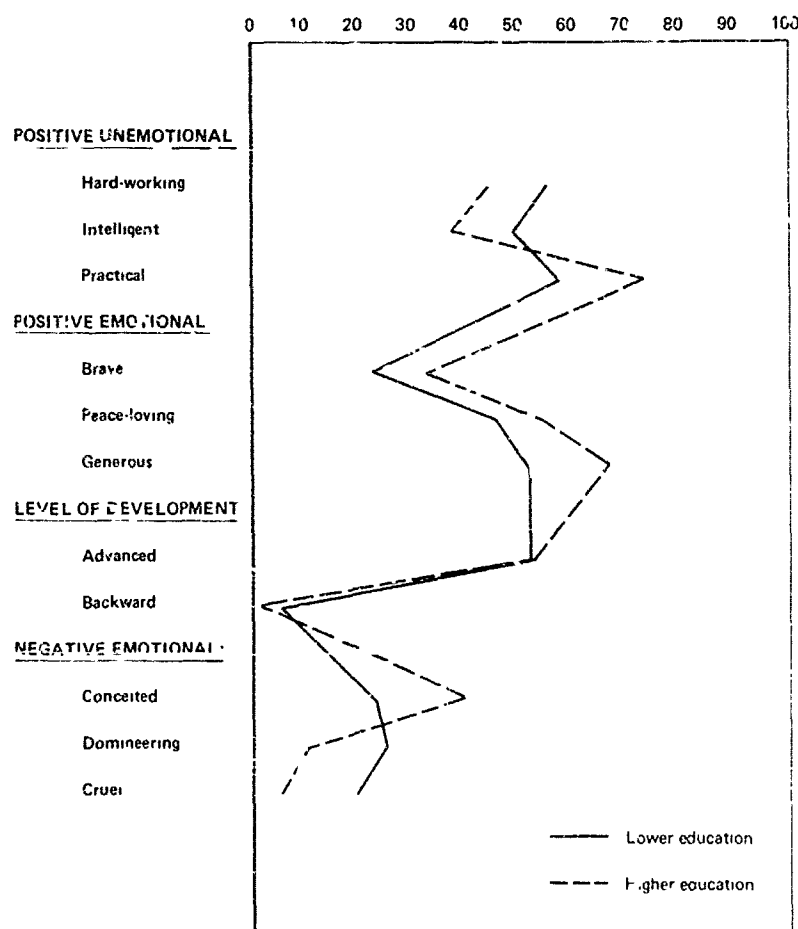 0 10 20 30 40 50 60 70 80 90 100
POSITIVE UNEMOTIONAL
Hard-working
Intelligent
Practical
POSITIVE EMOTIONAL
Brave
Peace-loving
Generous
LEVEL OF DEVELOPMENT
Advanced
Backward
NEGATIVE EMOTIONAL
Conceited
Domineering
Cruel
Lower education
Higher education